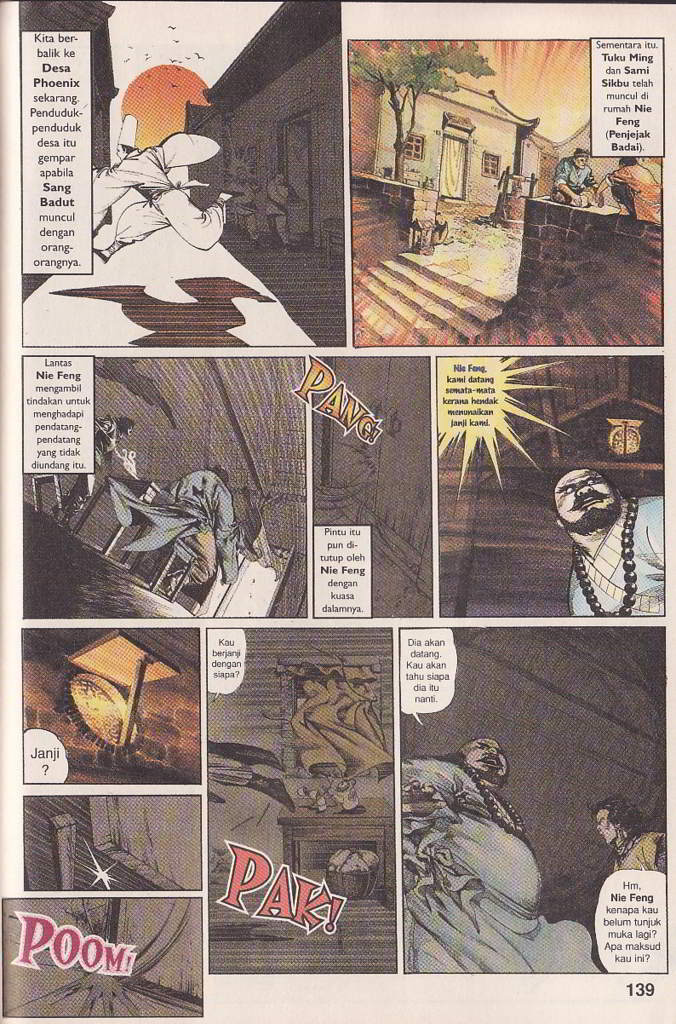 Kita ber-
balik ke
Desa
Phoenix
sekarang.
Penduduk-
penduduk
desa itu
gempar
apabila
Sang
Badut
muncul
dengan
orang-
orangnya.
Sementara itu.
Tuku Ming
dan Sami
Sikbu telah
muncul di
rumah Nie
Feng
(Penjejak
Badai).
Lantas
Nie Feng
mengambil
tindakan untuk
menghadapi
pendatang-
pendatang
yang tidak
diundang itu.
PANG!
Pintu itu
pun di-
tutup oleh
Nie Feng
dengan
kuasa
dalamnya.
Nie Feng,
kami datang
semata-mata
kerana hendak
menunaikan
janji kami.
Janji
?
POOM!
Kau
berjanji
dengan
siapa?
PAK!
Dia akan
datang.
Kau akan
tahu siapa
dia itu
nanti.
Hm,
Nie Feng
kenapa kau
belum tunjuk
muka lagi?
Apa maksud
kau ini?
139